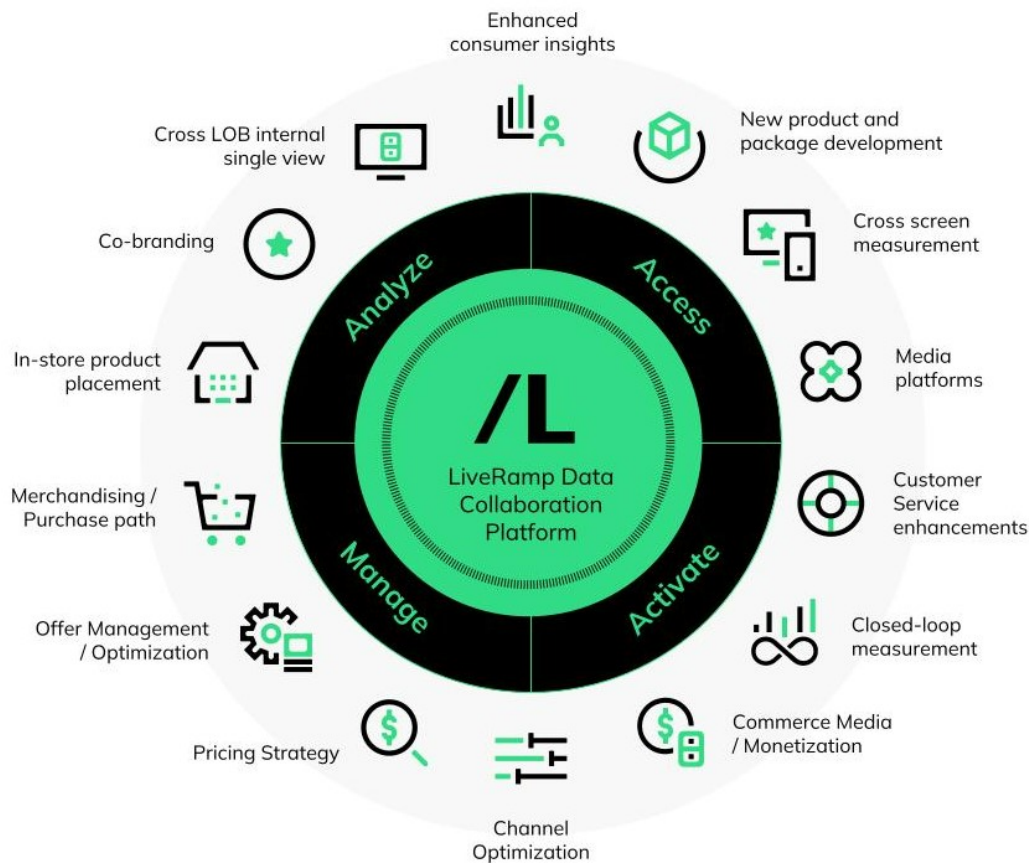 Enhanced
consumer insights
New product and
package development
Cross screen
measurement
Media
platforms
Customer
Service
enhancements
Closed-loop
measurement
Commerce Media
/ Monetization
Channel
Optimization
Pricing Strategy
Offer Management
/ Optimization
Merchandising /
Purchase path
In-store product
placement
Co-branding
Cross LOB internal
single view
Analyze
Access
Activate
Manage
/L
LiveRamp Data
Collaboration
Platform